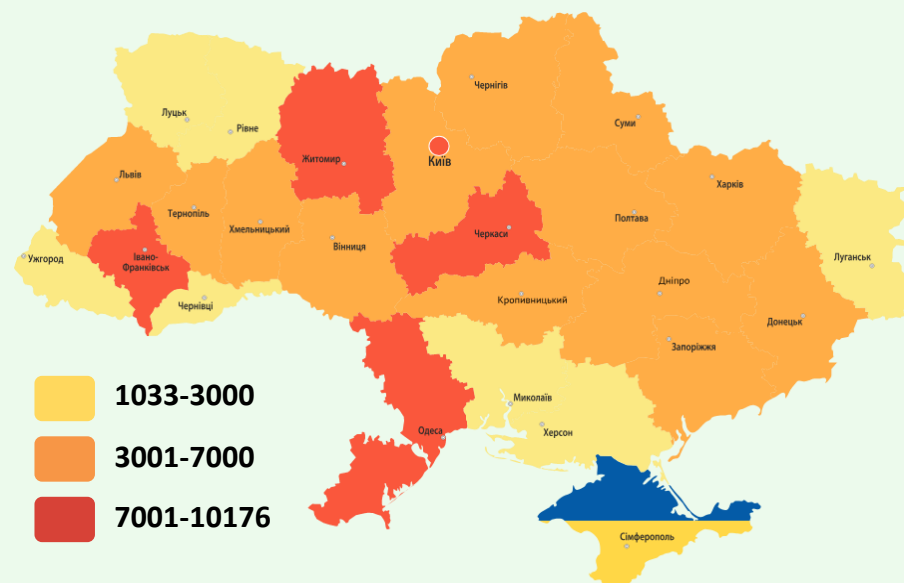 Чернігів
Луцьк
Рівне
Суми
Житомир
Київ
Львів
Харків
Тернопіль
Хмельницький
Полтава
Черкаси
Вінниця
Івано-
Франківськ
Ужгород
Луганськ
Чернівці
Кропивницький
Дніпро
Донецьк
Запоріжжя
1033-3000
Миколаїв
Херсон
Одеса
3001-7000
7001-10176
Сімферополь